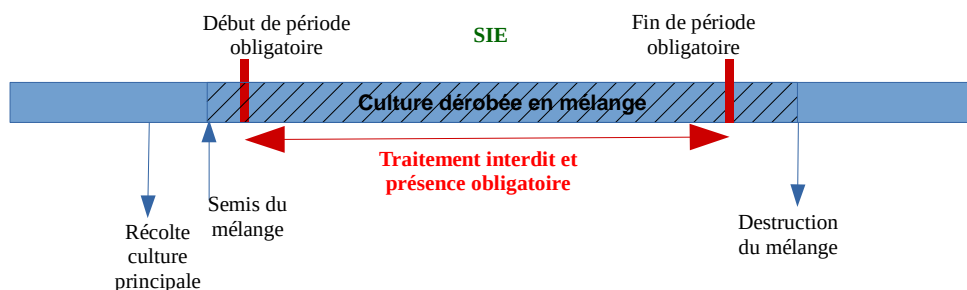 Début de période
obligatoire
SIE
Fin de période
obligatoire
Culture dérobée en mélange
Traitement interdit et
présence obligatoire
Semis du
mélange
Récolte
culture
principale
Destruction
du mélange